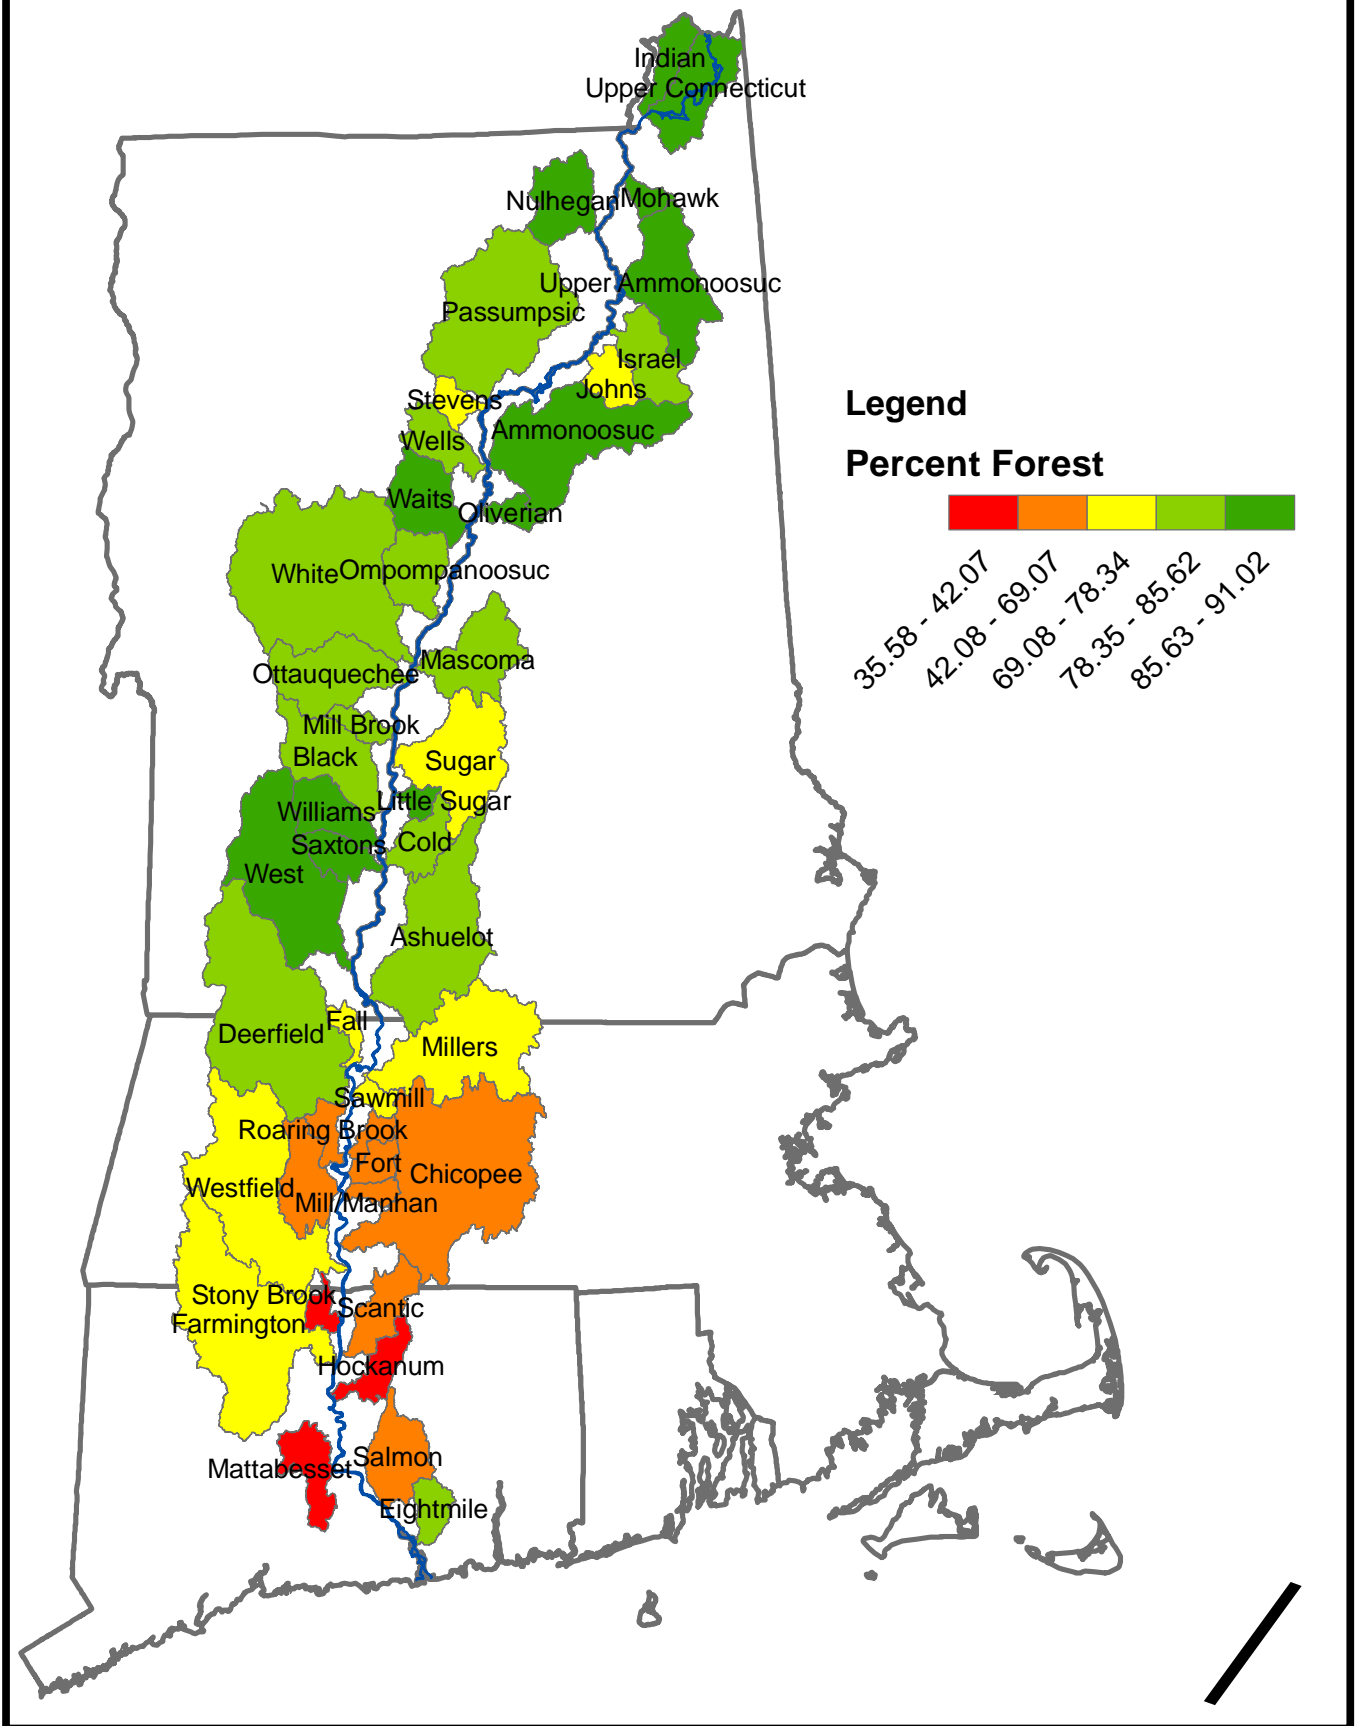 Indian
Upper Connecticut
Nulhegan
Mohawk
Upper Ammonoosuc
Passumpsic
Israel
Johns
Stevens
Ammonoosuc
Wells
Waits
Oliverian
White
Ompompanoosuc
Mascoma
Ottauquechee
Mill Brook
Black
Sugar
Little Sugar
Williams
Saxtons
Cold
West
Ashuelot
Fall
Deerfield
Millers
Sawmill
Roaring Brook
Fort
Chicopee
Westfield
Mill/Manhan
Stony Brook
Scantic
Farmington
Hockanum
Salmon
Mattabesset
Eightmile
Legend
Percent Forest
35.58 - 42.07
42.08 - 69.07
69.08 - 78.34
78.35 - 85.62
85.63 - 91.02